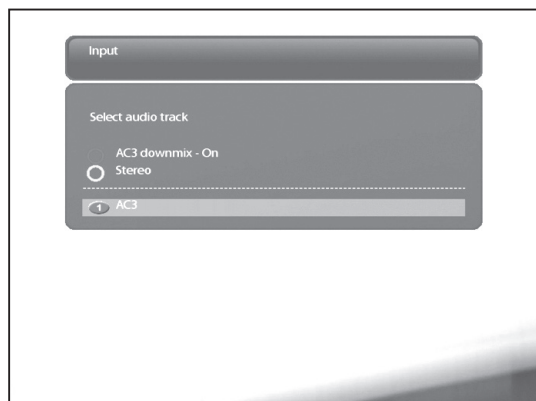 Input
Select audio track
AC3 downmix - On
Stereo
1 AC3